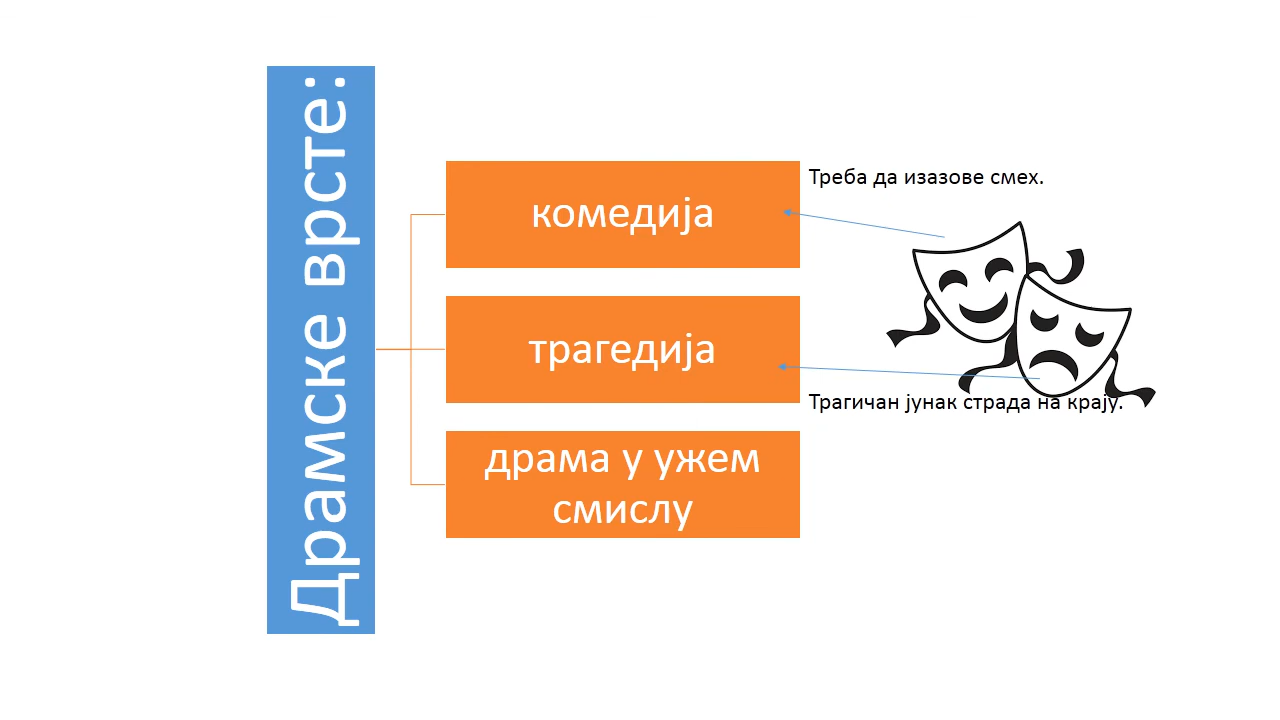 Драмске врсте:
комедија
Треба да изазове смех.
трагедија
Трагичан јунак страда на крају.
драма у ужем
смислу